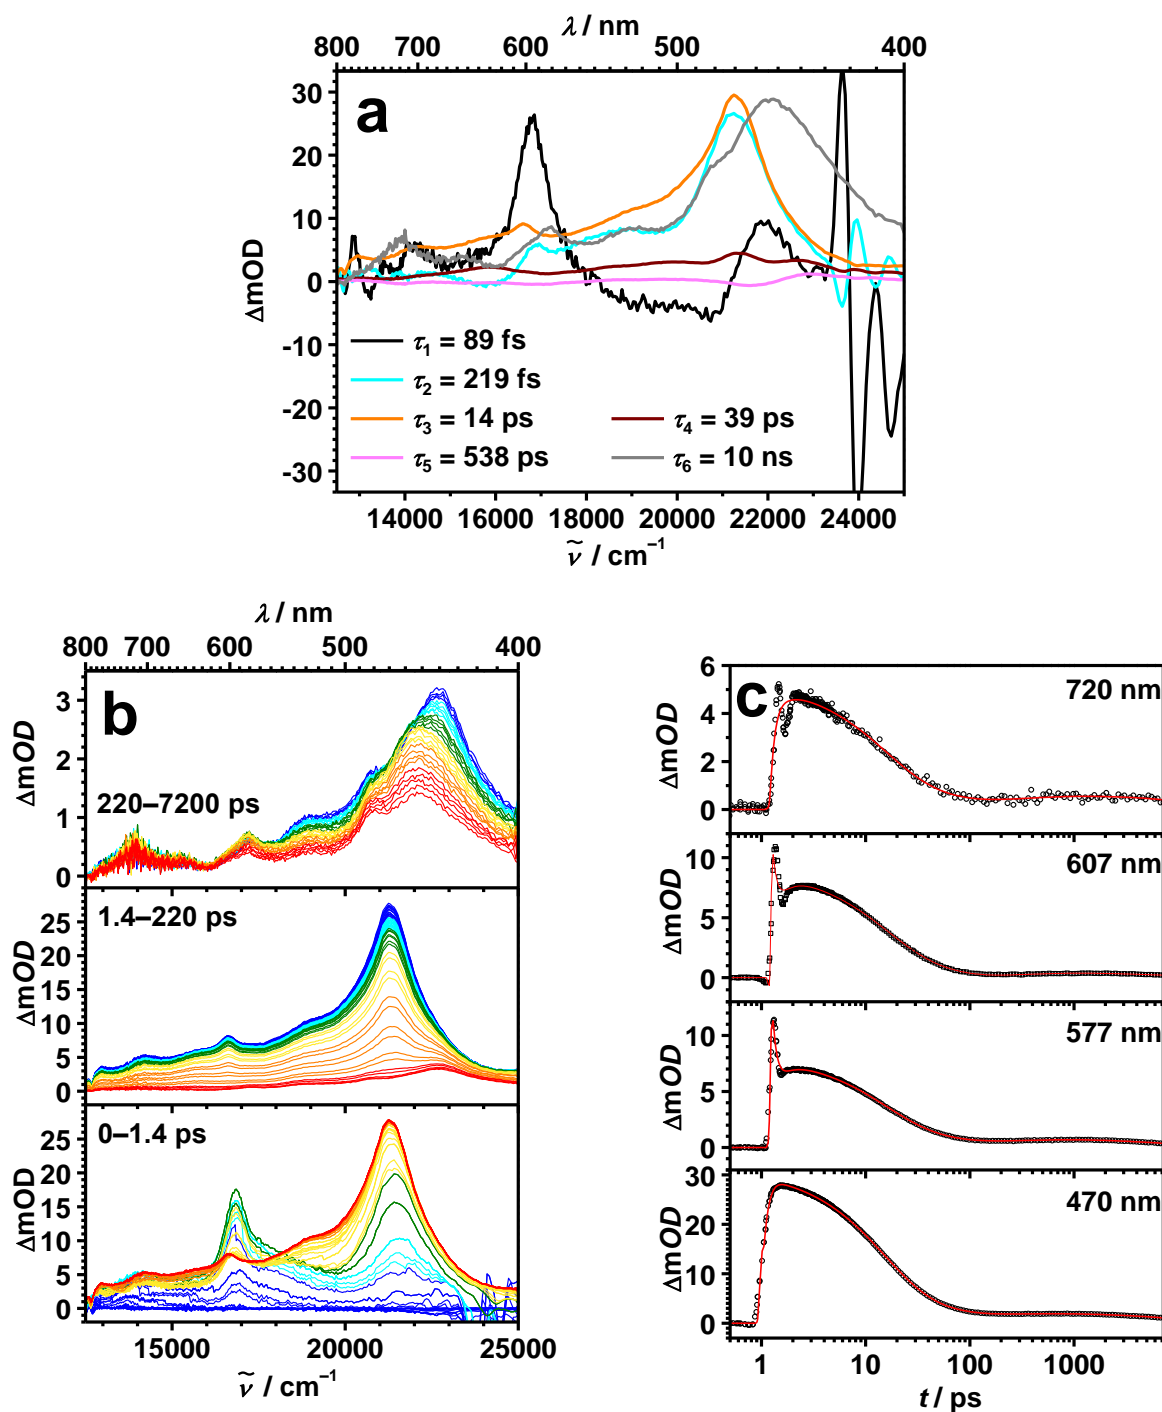 λ / nm
800 700 600 500 400
a
30
20
10
0
-10
-20
-30
ΔmOD
τ1 = 89 fs
τ2 = 219 fs
τ3 = 14 ps τ4 = 39 ps
τ5 = 538 ps τ6 = 10 ns
14000 16000 18000 20000 22000 24000
ṽ / cm⁻¹
λ / nm
800 700 600 500 400
b
220–7200 ps
3
2
1
0
ΔmOD
1.4–220 ps
25
20
15
10
5
0
ΔmOD
0–1.4 ps
25
20
15
10
5
0
ΔmOD
15000 20000 25000
ṽ / cm⁻¹
c
720 nm
6
4
2
0
ΔmOD
607 nm
10
5
0
ΔmOD
577 nm
10
5
0
ΔmOD
470 nm
30
20
10
0
ΔmOD
1 10 100 1000
t / ps